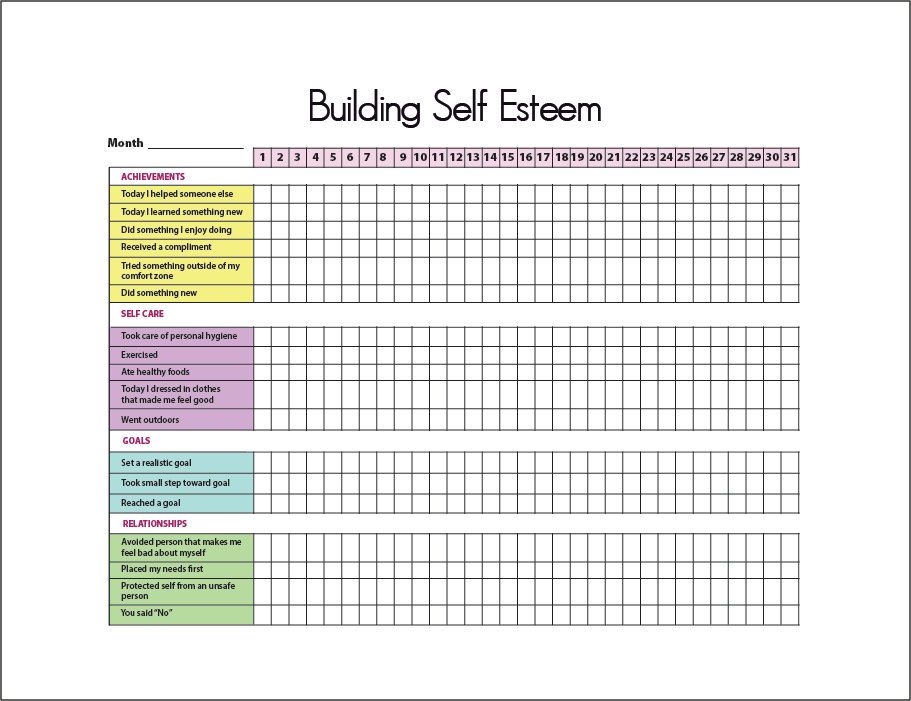 Building Self Esteem
Month ____________
1 2 3 4 5 6 7 8 9 10 11 12 13 14 15 16 17 18 19 20 21 22 23 24 25 26 27 28 29 30 31
ACHIEVEMENTS
Today I helped someone else
Today I learned something new
Did something I enjoy doing
Received a compliment
Tried something outside of my
comfort zone
Did something new
SELF CARE
Took care of personal hygiene
Exercised
Ate healthy foods
Today I dressed in clothes
that made me feel good
Went outdoors
GOALS
Set a realistic goal
Took small step toward goal
Reached a goal
RELATIONSHIPS
Avoided person that makes me
feel bad about myself
Placed my needs first
Protected self from an unsafe
person
You said “No”